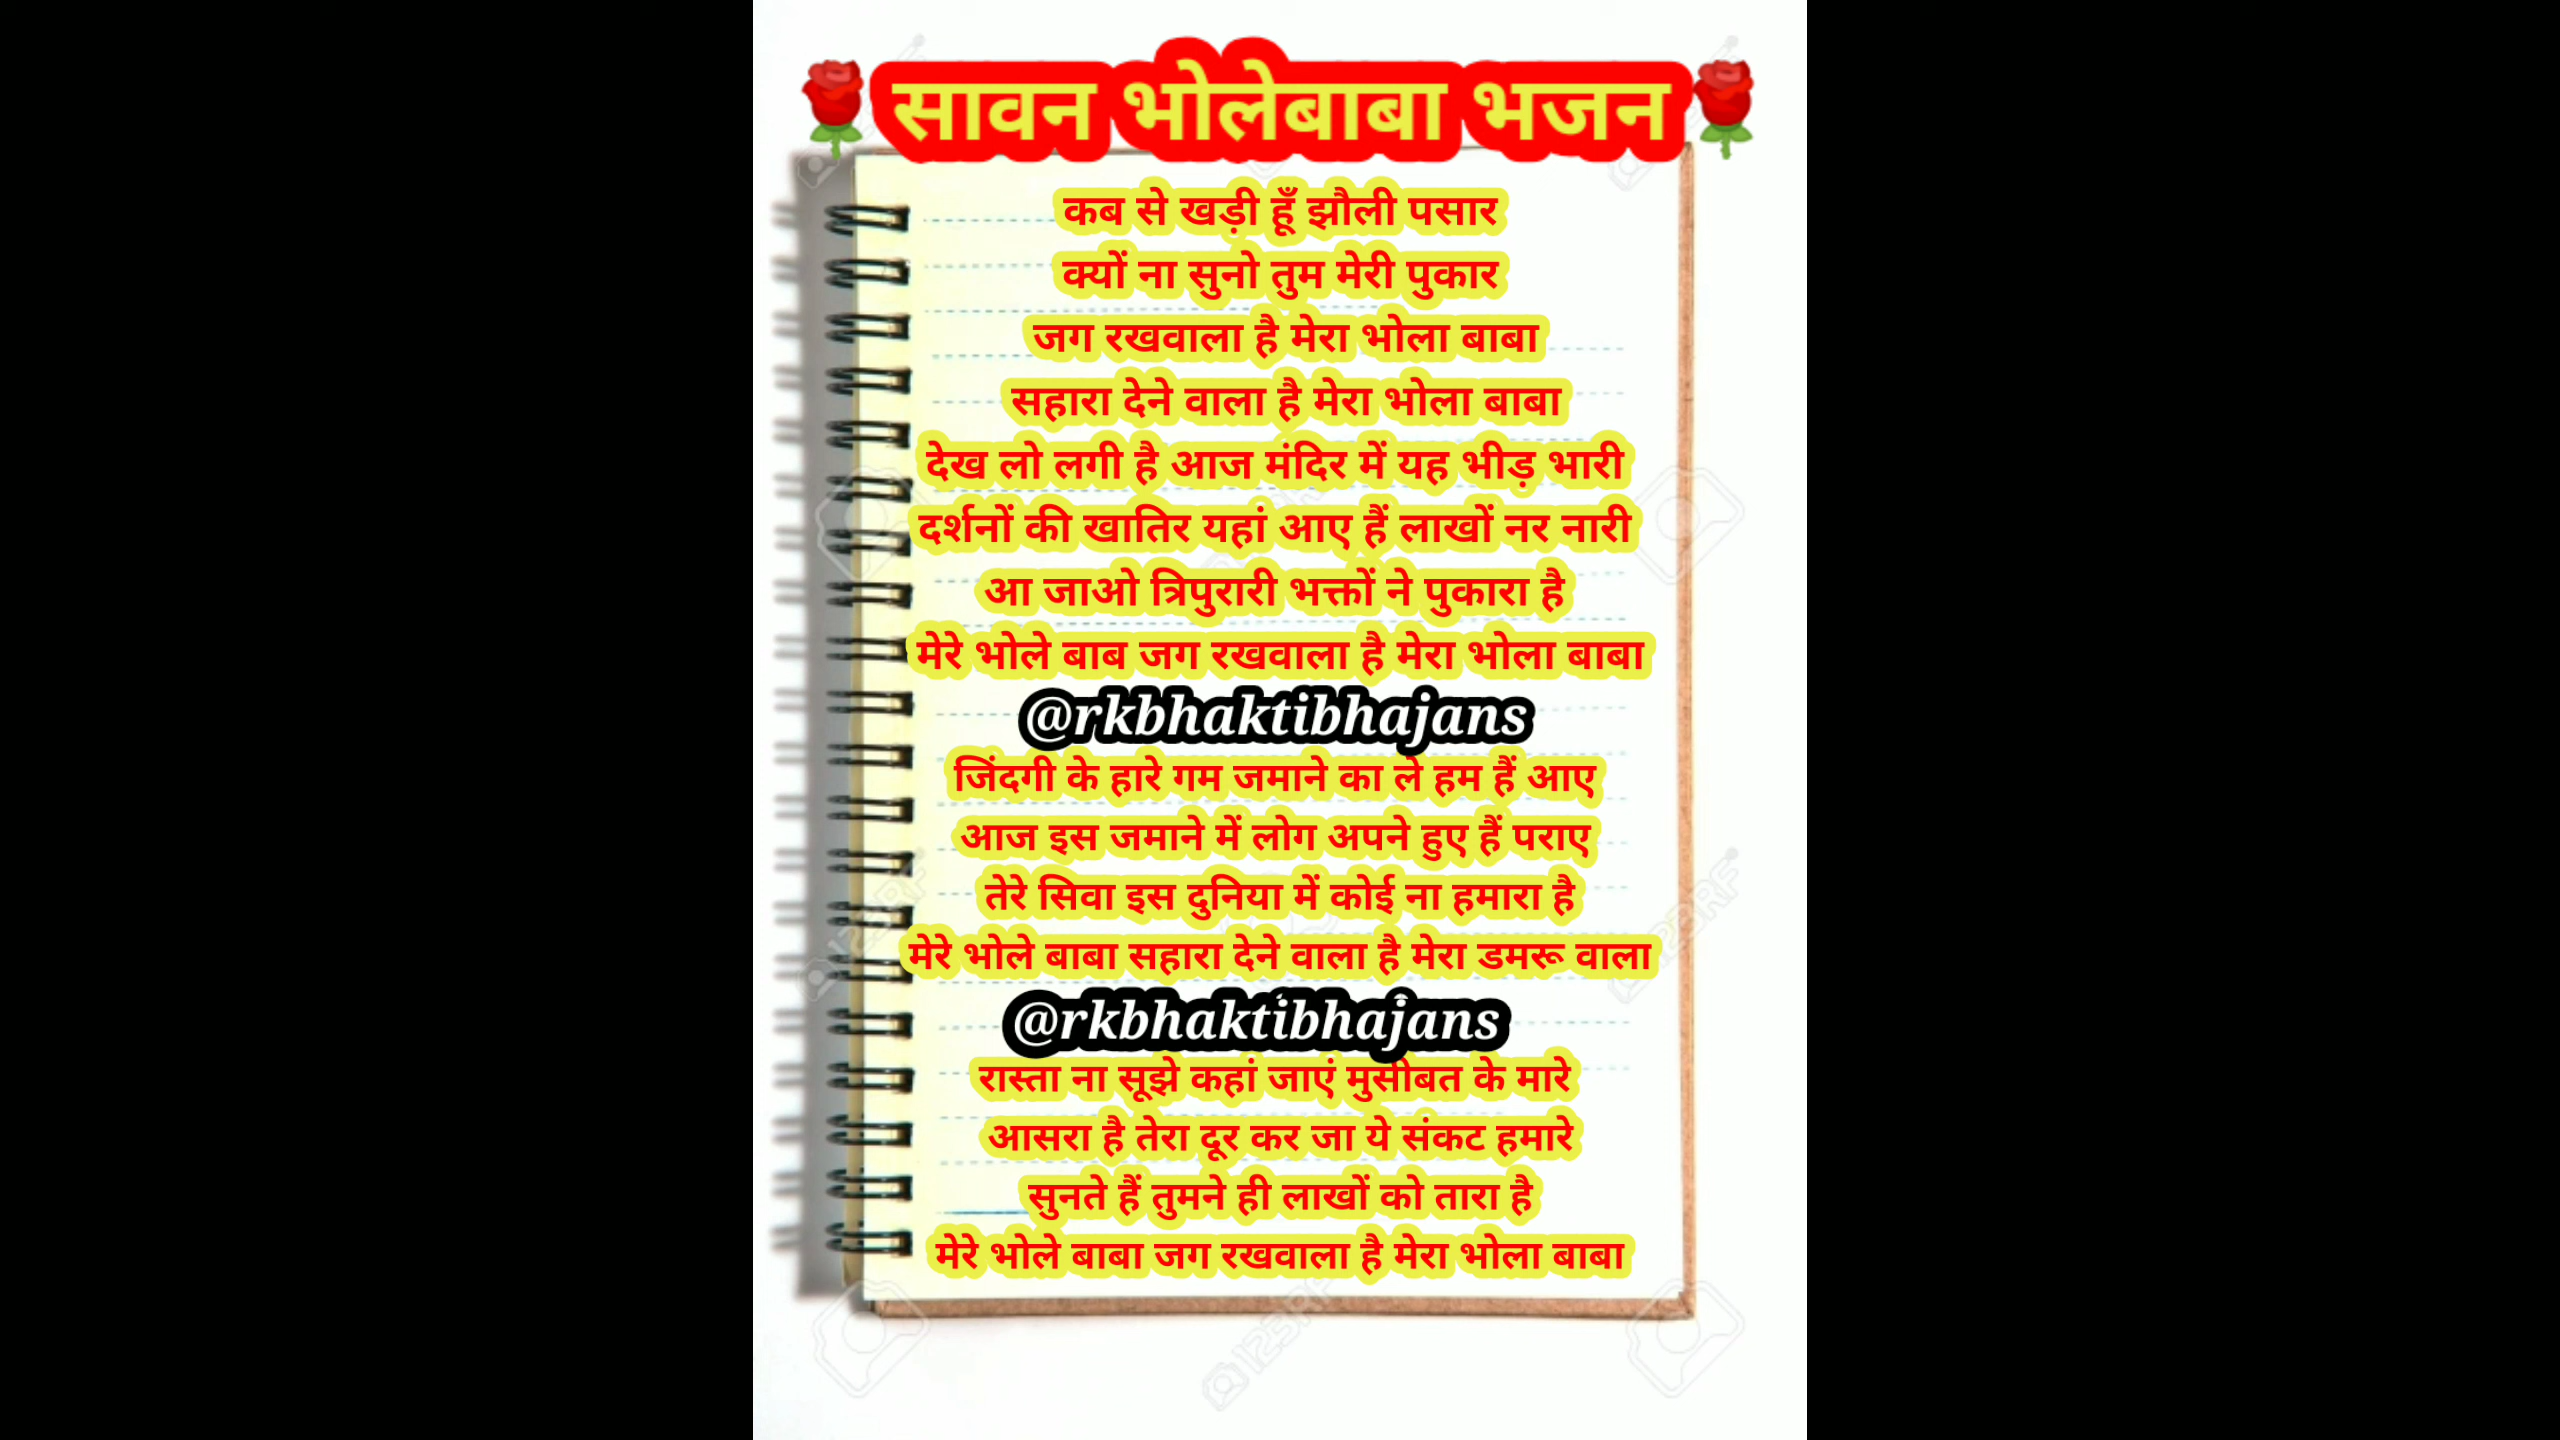 🌹सावन भोलेबाबा भजन🌹
कब से खड़ी हूँ झौली पसार
क्यों ना सुनो तुम मेरी पुकार
जग रखवाला है मेरा भोला बाबा
सहारा देने वाला है मेरा भोला बाबा
देख लो लगी है आज मंदिर में यह भीड़ भारी
दर्शनों की खातिर यहां आए हैं लाखों नर नारी
आ जाओ त्रिपुरारी भक्तों ने पुकारा है
मेरे भोले बाब जग रखवाला है मेरा भोला बाबा
@rkbhaktibhajans
जिंदगी के हारे गम जमाने का ले हम हैं आए
आज इस जमाने में लोग अपने हुए हैं पराए
तेरे सिवा इस दुनिया में कोई ना हमारा है
मेरे भोले बाबा सहारा देने वाला है मेरा डमरू वाला
@rkbhaktibhajans
रास्ता ना सूझे कहां जाएं मुसीबत के मारे
आसरा है तेरा दूर कर जा ये संकट हमारे
सुनते हैं तुमने ही लाखों को तारा है
मेरे भोले बाबा जग रखवाला है मेरा भोला बाबा
123RF